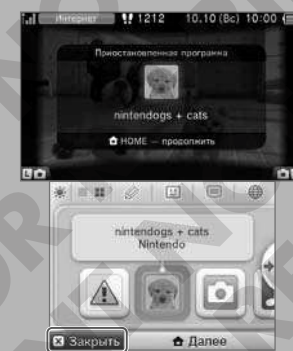 Интернет 1212 10.10 (Вс) 10:00
Приостановленная программа
nintendogs + cats
HOME — продолжить
L
nintendogs + cats
Nintendo
Закрыть Далее